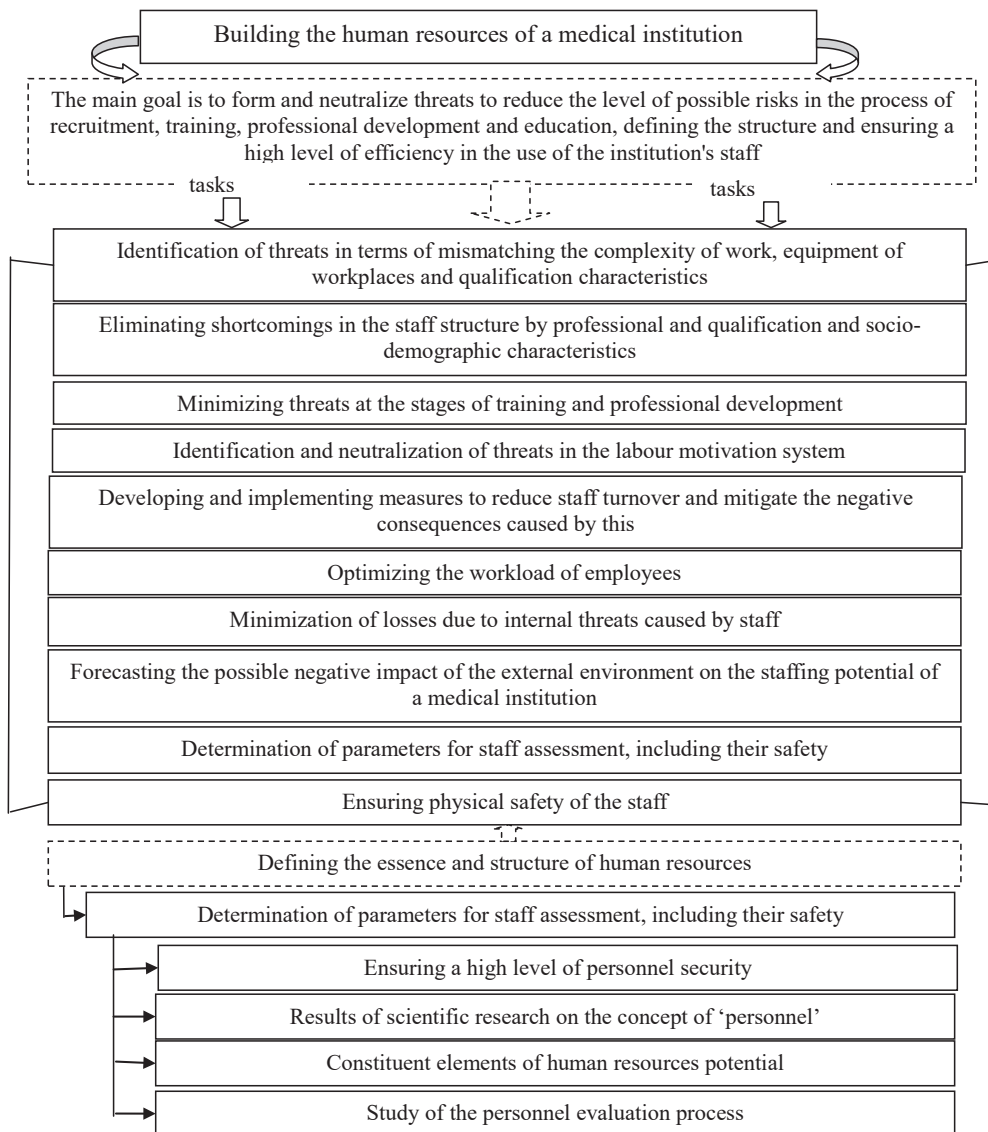 Building the human resources of a medical institution
The main goal is to form and neutralize threats to reduce the level of possible risks in the process of
recruitment, training, professional development and education, defining the structure and ensuring a
high level of efficiency in the use of the institution's staff
tasks
tasks
Identification of threats in terms of mismatching the complexity of work, equipment of
workplaces and qualification characteristics
Eliminating shortcomings in the staff structure by professional and qualification and socio-
demographic characteristics
Minimizing threats at the stages of training and professional development
Identification and neutralization of threats in the labour motivation system
Developing and implementing measures to reduce staff turnover and mitigate the negative
consequences caused by this
Optimizing the workload of employees
Minimization of losses due to internal threats caused by staff
Forecasting the possible negative impact of the external environment on the staffing potential of
a medical institution
Determination of parameters for staff assessment, including their safety
Ensuring physical safety of the staff
Defining the essence and structure of human resources
Determination of parameters for staff assessment, including their safety
Ensuring a high level of personnel security
Results of scientific research on the concept of ‘personnel’
Constituent elements of human resources potential
Study of the personnel evaluation process